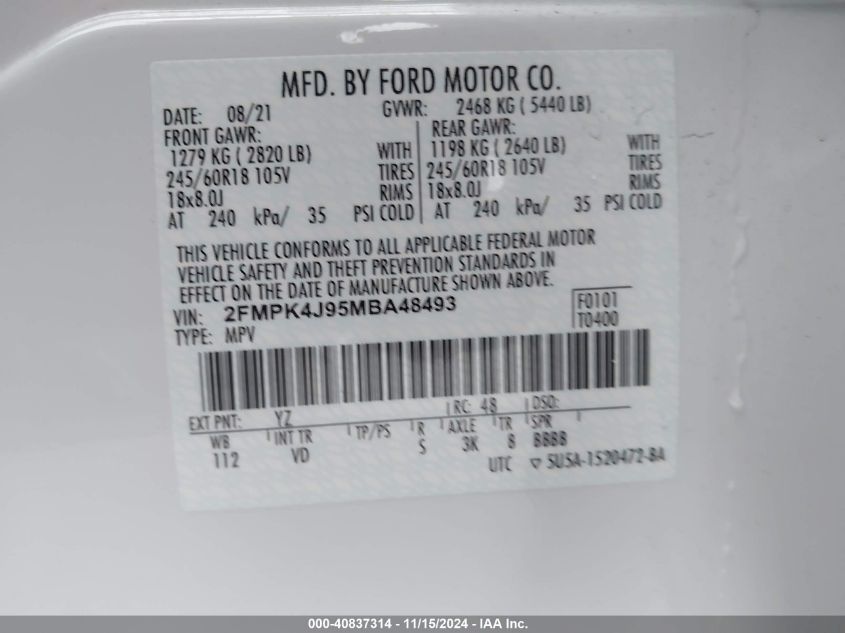 MFD. BY FORD MOTOR CO.
DATE: 08/21 GVWR: 2468 KG ( 5440 LB)
FRONT GAWR: REAR GAWR:
1279 KG ( 2820 LB) WITH 1198 KG ( 2640 LB) WITH
245/60R18 105V TIRES 245/60R18 105V TIRES
18x8.0J RIMS 18x8.0J RIMS
AT 240 kPa/ 35 PSI COLD AT 240 kPa/ 35 PSI COLD
THIS VEHICLE CONFORMS TO ALL APPLICABLE FEDERAL MOTOR
VEHICLE SAFETY AND THEFT PREVENTION STANDARDS IN
EFFECT ON THE DATE OF MANUFACTURE SHOWN ABOVE.
VIN: 2FMPK4J95MBA48493 F0101
TYPE: MPV T0400
EXT PNT: YZ RC: 48 DSO:
WB INT TR TP/PS R AXLE TR SPR
112 VD S 3K 8 BBBB
UTC ▽ SU5A-1520472-BA
000-40837314 - 11/15/2024 - IAA Inc.